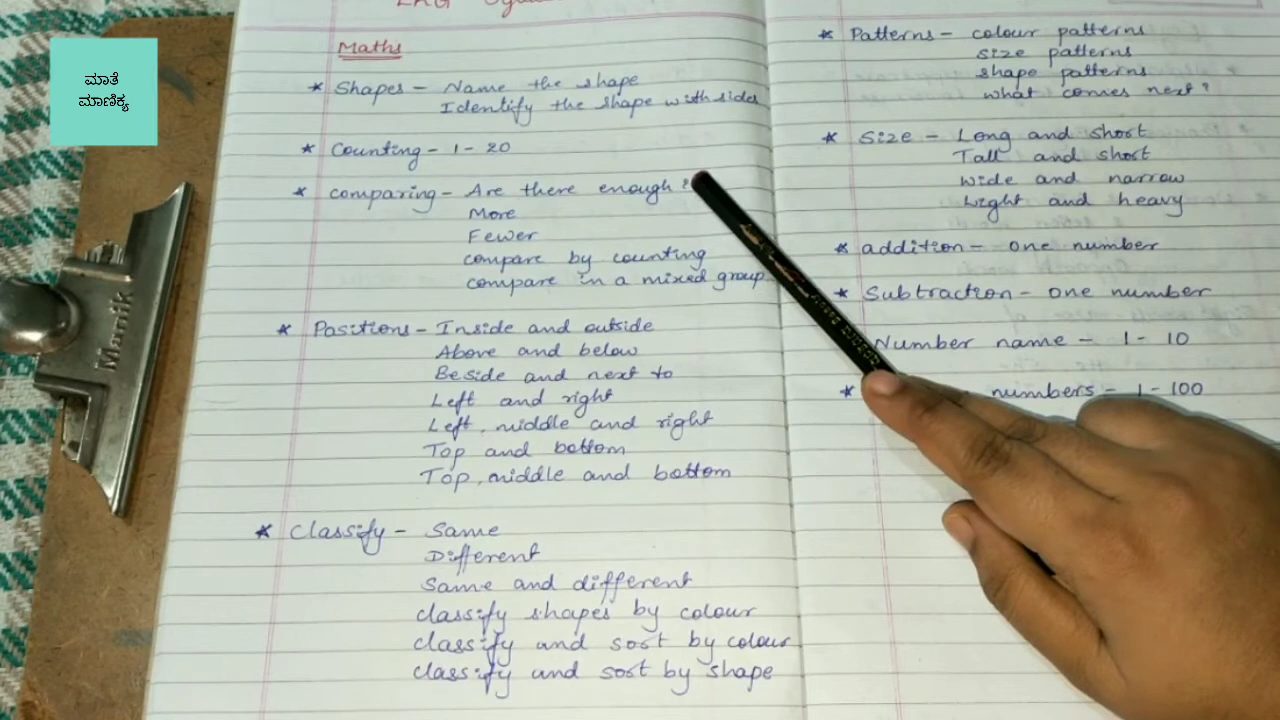 ಮಾತೆ
ಮಾಣಿಕ್ಯ
LKG
Maths
* Shapes - Name the shape
Identify the shape with sides
* Counting - 1 - 20
* comparing - Are there enough?
More
Fewer
compare by counting
compare in a mixed group
* Positions - Inside and outside
Above and below
Beside and next to
Left and right
Left, middle and right
Top and bottom
Top, middle and bottom
* Classify - Same
Different
Same and different
classify shapes by colour
classify and sort by colour
classify and sort by shape
* Patterns - colour patterns
size patterns
shape patterns
what comes next?
* Size - Long and short
Tall and short
wide and narrow
Light and heavy
* addition - one number
* Subtraction - one number
Number name - 1 - 10
* numbers - 1 - 100
Manik